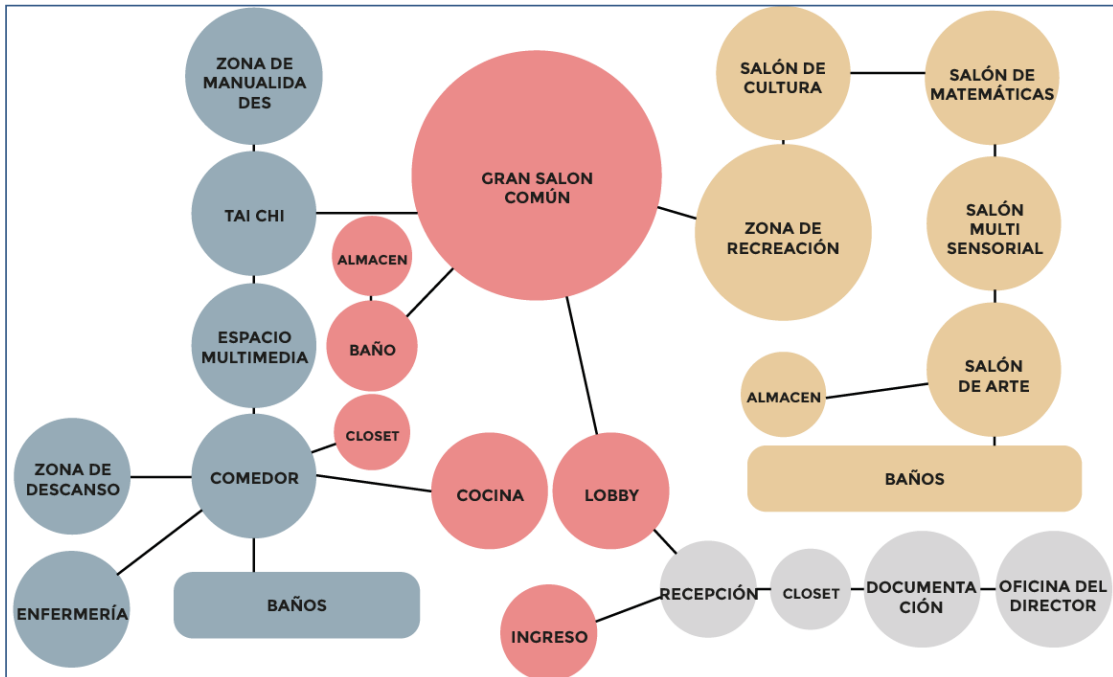 ZONA DE
MANUALIDA
DES
TAI CHI
ESPACIO
MULTIMEDIA
COMEDOR
ZONA DE
DESCANSO
ENFERMERÍA
BAÑOS
GRAN SALON
COMÚN
ALMACEN
BAÑO
CLOSET
COCINA
LOBBY
INGRESO
RECEPCIÓN
CLOSET
DOCUMENTA
CIÓN
OFICINA DEL
DIRECTOR
SALÓN DE
CULTURA
SALÓN DE
MATEMÁTICAS
ZONA DE
RECREACIÓN
SALÓN
MULTI
SENSORIAL
SALÓN
DE ARTE
ALMACEN
BAÑOS